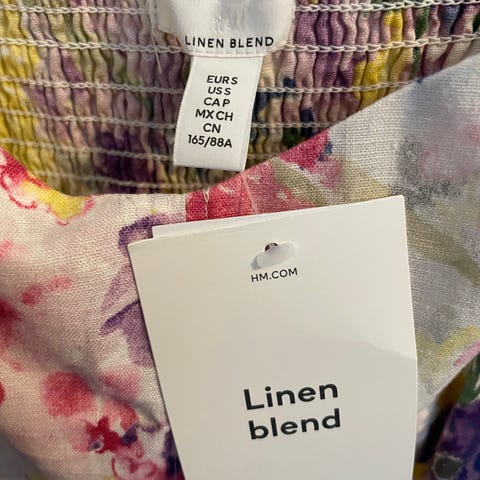 LINEN BLEND
EUR S
US S
CA P
MX CH
CN
165/88A
HM.COM
Linen
blend